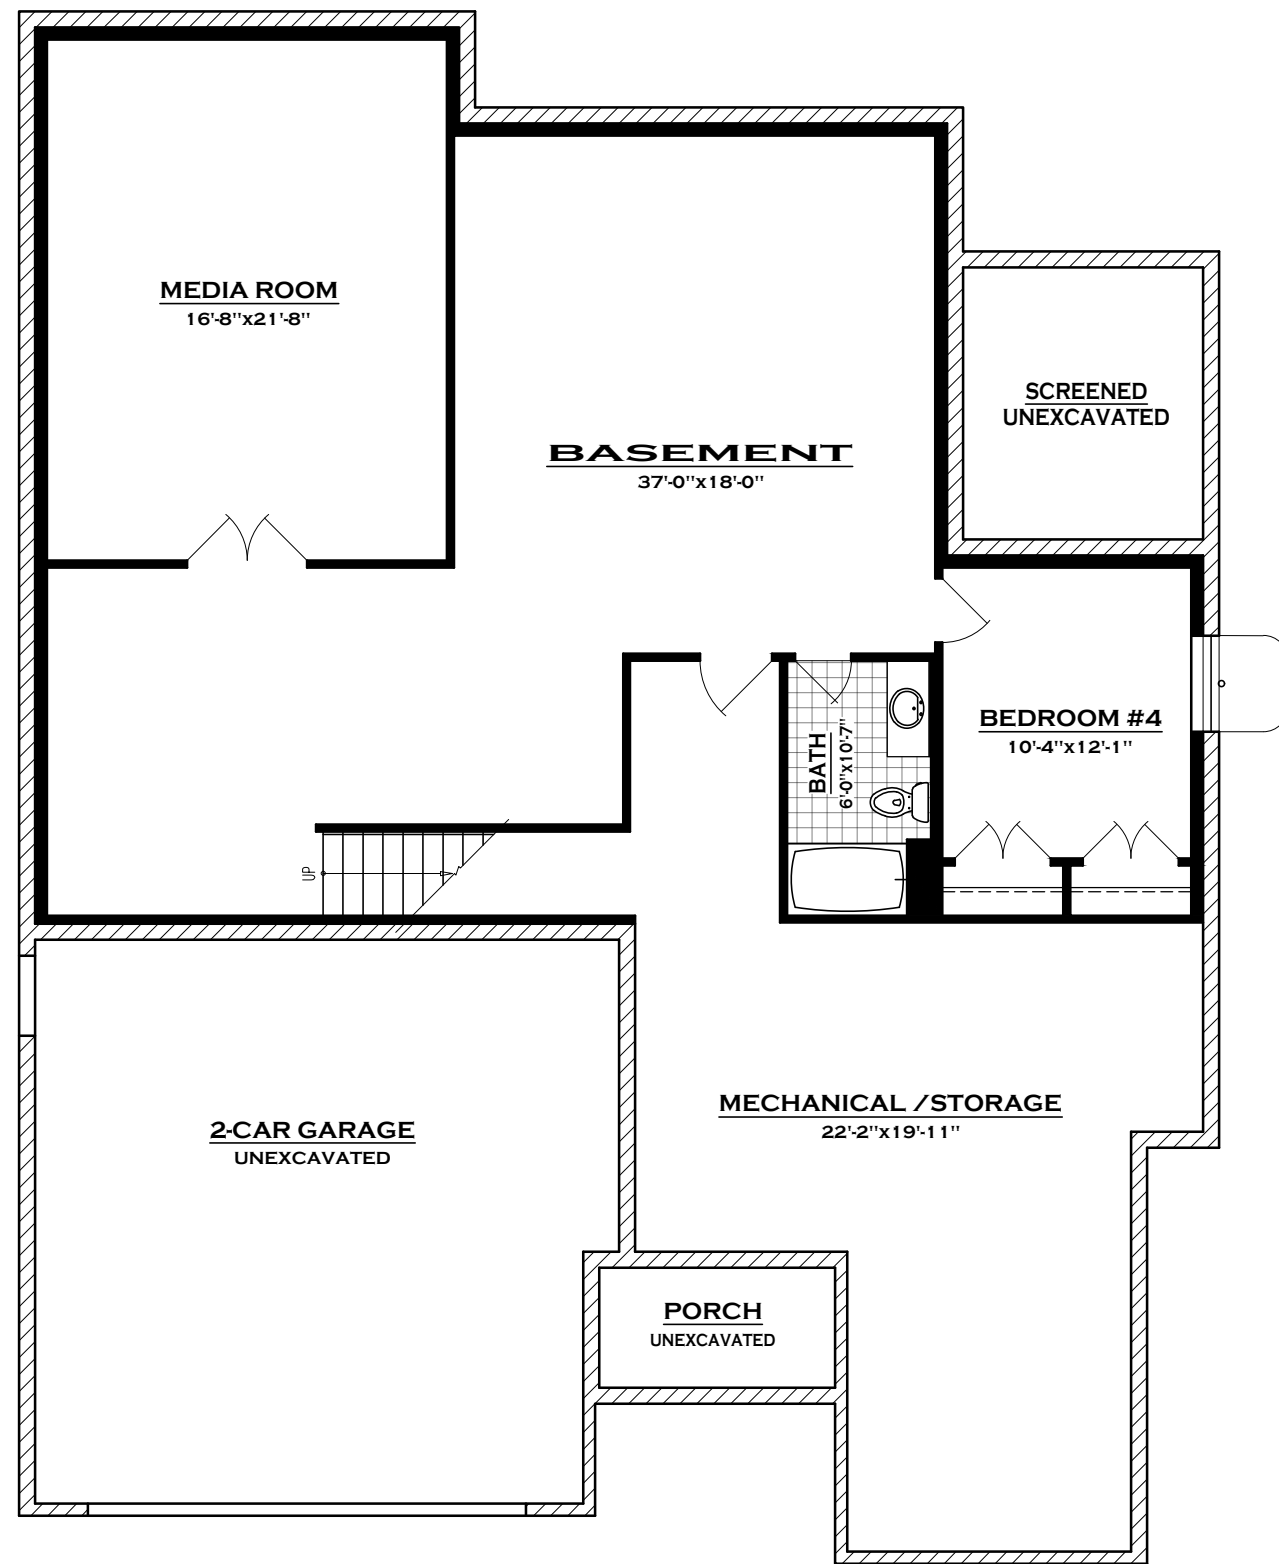 MEDIA ROOM
16'-8"x21'-8"
SCREENED
UNEXCAVATED
BASEMENT
37'-0"x18'-0"
BEDROOM #4
10'-4"x12'-1"
BATH
6'-0"x10'-7"
UP
MECHANICAL /STORAGE
22'-2"x19'-11"
2-CAR GARAGE
UNEXCAVATED
PORCH
UNEXCAVATED